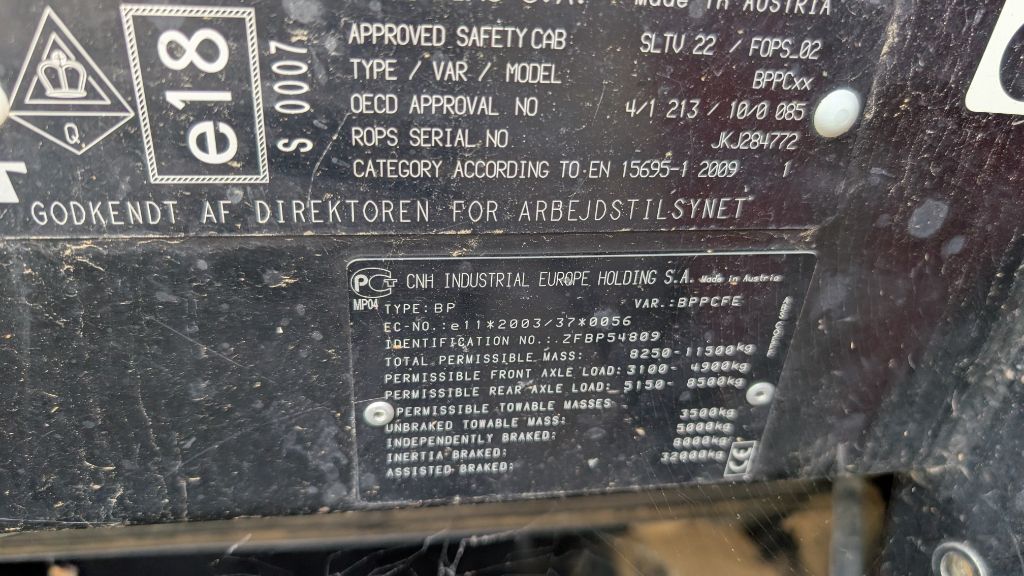 Made in AUSTRIA
APPROVED SAFETY CAB SLTV 22 / FOPS_02
TYPE / VAR / MODEL BPPCxx
OECD APPROVAL NO 4/1 213 / 10/0 085
ROPS SERIAL NO JKJ284772
CATEGORY ACCORDING TO EN 15695-1 2009 1
Q
e18
S 0007
GODKENDT AF DIREKTOREN FOR ARBEJDSTILSYNET
PCT CNH INDUSTRIAL EUROPE HOLDING S.A. Made in Austria
MP04 TYPE: BP VAR.: BPPCFE
EC-NO.: e11*2003/37*0056
IDENTIFICATION NO.: ZFBP54809
TOTAL PERMISSIBLE MASS: 8250-11500kg
PERMISSIBLE FRONT AXLE LOAD: 3100- 4900kg
PERMISSIBLE REAR AXLE LOAD: 5150- 8500kg
PERMISSIBLE TOWABLE MASSES
UNBRAKED TOWABLE MASS: 3500kg
INDEPENDENTLY BRAKED: 5000kg
INERTIA BRAKED: 8000kg
ASSISTED BRAKED: 32000kg
CE